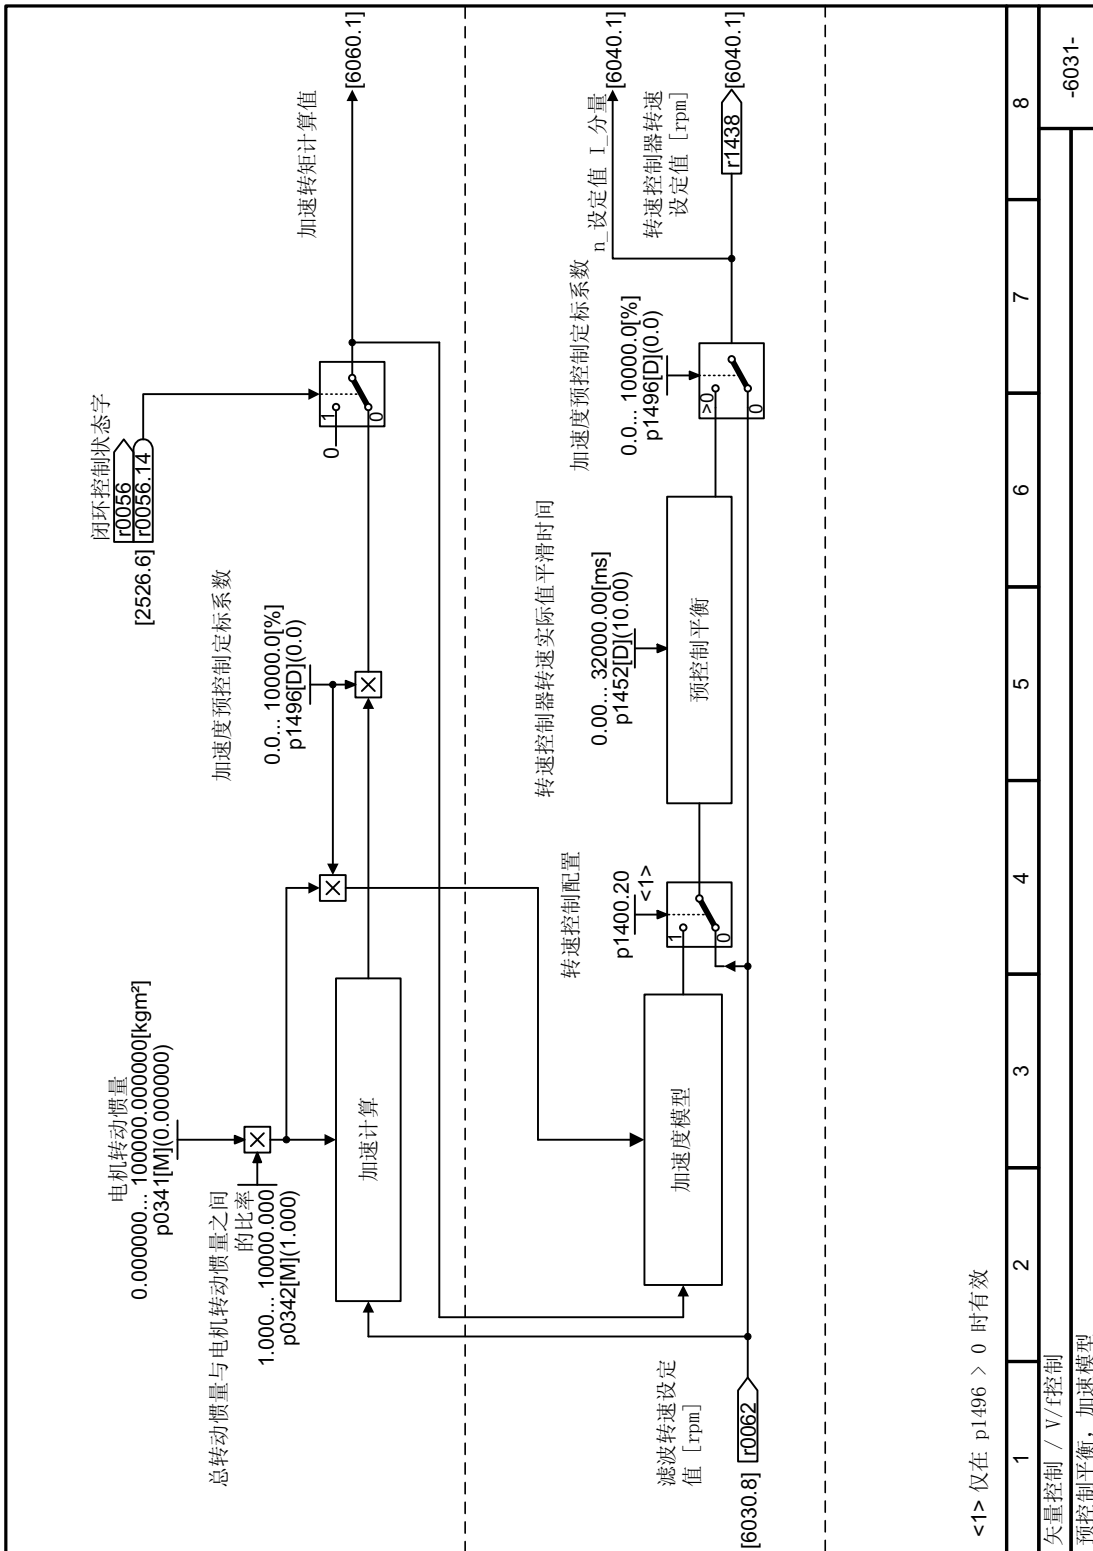 闭环控制状态字
r0056
r0056.14
[2526.6]
加速转矩计算值
[6060.1]
1
0
0
电机转动惯量
0.000000... 100000.000000[kgm²]
p0341[M](0.000000)
总转动惯量与电机转动惯量之间
的比率
1.000... 10000.000
p0342[M](1.000)
加速度预控制定标系数
0.0... 10000.0[%]
p1496[D](0.0)
加速计算
转速控制器转速实际值平滑时间
0.00... 32000.00[ms]
p1452[D](10.00)
加速度预控制定标系数
0.0... 10000.0[%]
p1496[D](0.0)
n_设定值 I_分量
[6040.1]
转速控制器转速
设定值 [rpm]
r1438
[6040.1]
转速控制配置
p1400.20
<1>
1
0
预控制平衡
>0
0
加速度模型
滤波转速设定
值 [rpm]
[6030.8]
r0062
<1> 仅在 p1496 > 0 时有效
1 2 3 4 5 6 7 8
矢量控制 / V/f控制
预控制平衡，加速模型
-6031-